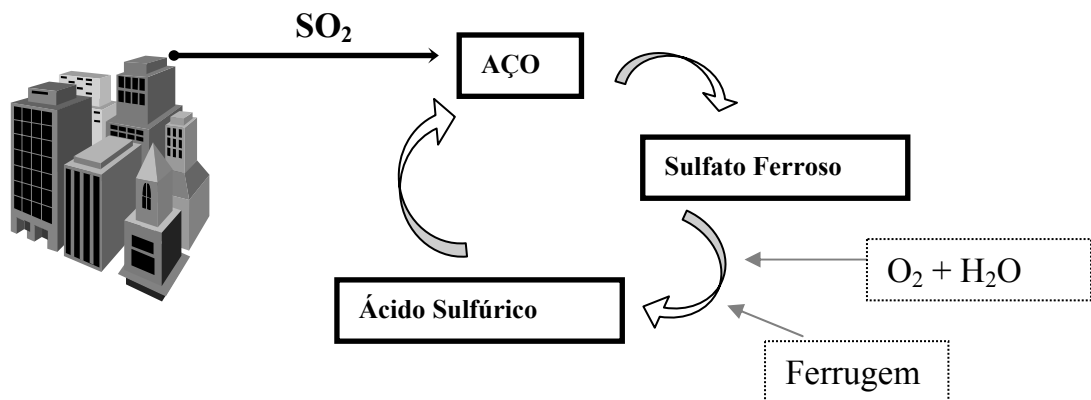 SO₂
AÇO
Sulfato Ferroso
O₂ + H₂O
Ácido Sulfúrico
Ferrugem